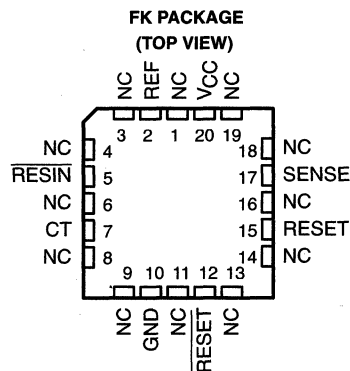 FK PACKAGE
(TOP VIEW)
NC REF NC VCC NC
3 2 1 20 19
NC 4
RESIN 5
NC 6
CT 7
NC 8
18 NC
17 SENSE
16 NC
15 RESET
14 NC
9 10 11 12 13
NC GND NC RESET NC